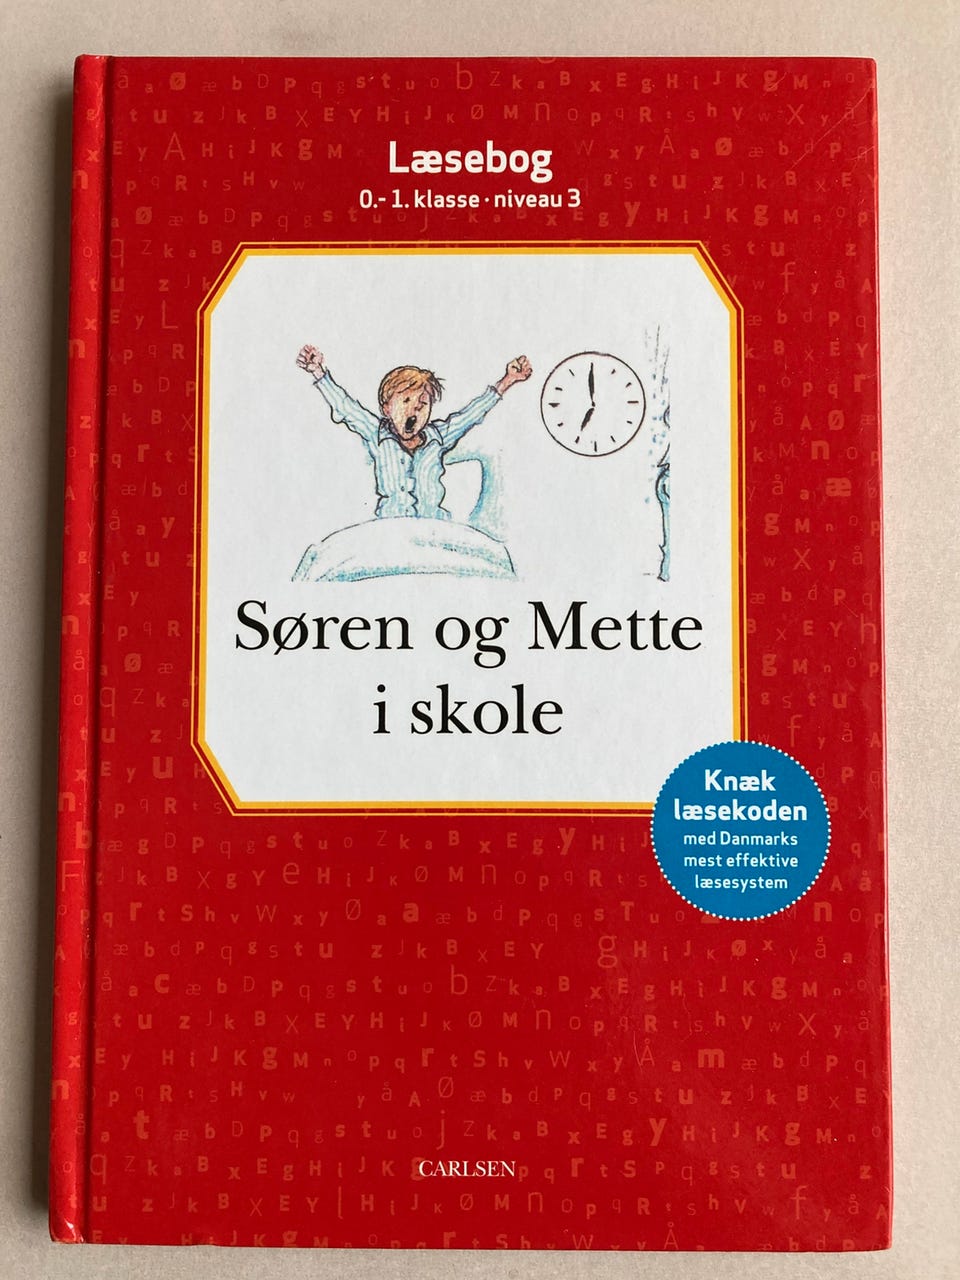 Læsebog
0.- 1. klasse · niveau 3
Søren og Mette
i skole
Knæk
læsekoden
med Danmarks
mest effektive
læsesystem
CARLSEN